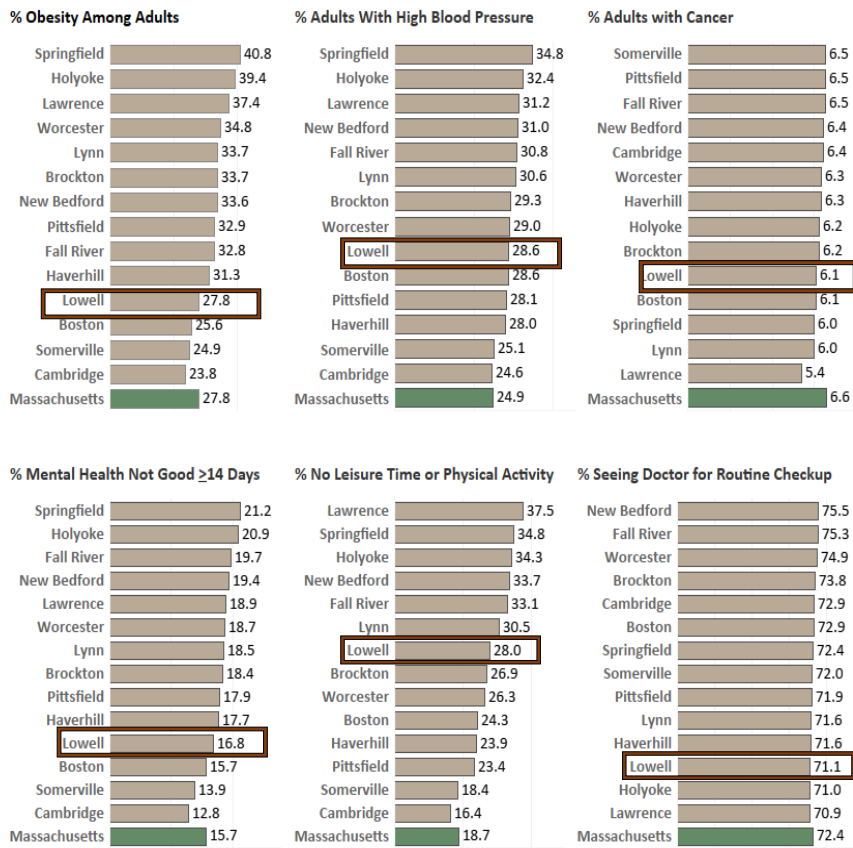 % Obesity Among Adults
Springfield 40.8
Holyoke 39.4
Lawrence 37.4
Worcester 34.8
Lynn 33.7
Brockton 33.7
New Bedford 33.6
Pittsfield 32.9
Fall River 32.8
Haverhill 31.3
Lowell 27.8
Boston 25.6
Somerville 24.9
Cambridge 23.8
Massachusetts 27.8
% Adults With High Blood Pressure
Springfield 34.8
Holyoke 32.4
Lawrence 31.2
New Bedford 31.0
Fall River 30.8
Lynn 30.6
Brockton 29.3
Worcester 29.0
Lowell 28.6
Boston 28.6
Pittsfield 28.1
Haverhill 28.0
Somerville 25.1
Cambridge 24.6
Massachusetts 24.9
% Adults with Cancer
Somerville 6.5
Pittsfield 6.5
Fall River 6.5
New Bedford 6.4
Cambridge 6.4
Worcester 6.3
Haverhill 6.3
Holyoke 6.2
Brockton 6.2
Lowell 6.1
Boston 6.1
Springfield 6.0
Lynn 6.0
Lawrence 5.4
Massachusetts 6.6
% Mental Health Not Good ≥14 Days
Springfield 21.2
Holyoke 20.9
Fall River 19.7
New Bedford 19.4
Lawrence 18.9
Worcester 18.7
Lynn 18.5
Brockton 18.4
Pittsfield 17.9
Haverhill 17.7
Lowell 16.8
Boston 15.7
Somerville 13.9
Cambridge 12.8
Massachusetts 15.7
% No Leisure Time or Physical Activity
Lawrence 37.5
Springfield 34.8
Holyoke 34.3
New Bedford 33.7
Fall River 33.1
Lynn 30.5
Lowell 28.0
Brockton 26.9
Worcester 26.3
Boston 24.3
Haverhill 23.9
Pittsfield 23.4
Somerville 18.4
Cambridge 16.4
Massachusetts 18.7
% Seeing Doctor for Routine Checkup
New Bedford 75.5
Fall River 75.3
Worcester 74.9
Brockton 73.8
Cambridge 72.9
Boston 72.9
Springfield 72.4
Somerville 72.0
Pittsfield 71.9
Lynn 71.6
Haverhill 71.6
Lowell 71.1
Holyoke 71.0
Lawrence 70.9
Massachusetts 72.4